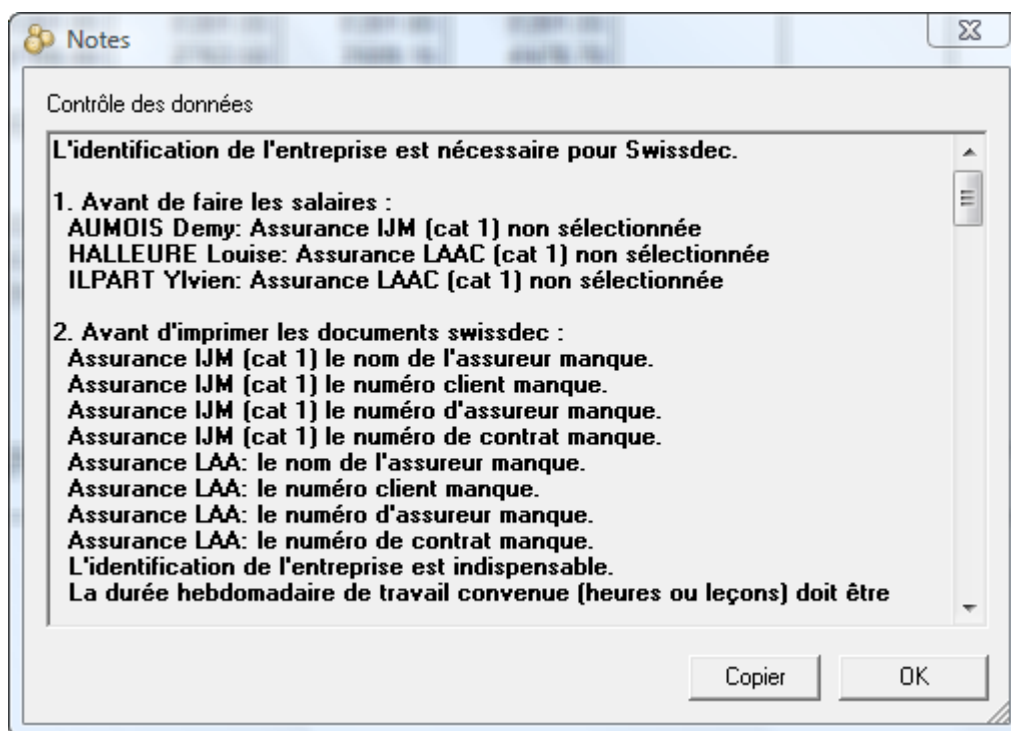 Notes
Contrôle des données
L'identification de l'entreprise est nécessaire pour Swissdec.
1. Avant de faire les salaires :
AUMOIS Demy: Assurance IJM (cat 1) non sélectionnée
HALLEURE Louise: Assurance LAAC (cat 1) non sélectionnée
ILPART Ylvien: Assurance LAAC (cat 1) non sélectionnée
2. Avant d'imprimer les documents swissdec :
Assurance IJM (cat 1) le nom de l'assureur manque.
Assurance IJM (cat 1) le numéro client manque.
Assurance IJM (cat 1) le numéro d'assureur manque.
Assurance IJM (cat 1) le numéro de contrat manque.
Assurance LAA: le nom de l'assureur manque.
Assurance LAA: le numéro client manque.
Assurance LAA: le numéro d'assureur manque.
Assurance LAA: le numéro de contrat manque.
L'identification de l'entreprise est indispensable.
La durée hebdomadaire de travail convenue (heures ou leçons) doit être
Copier
OK